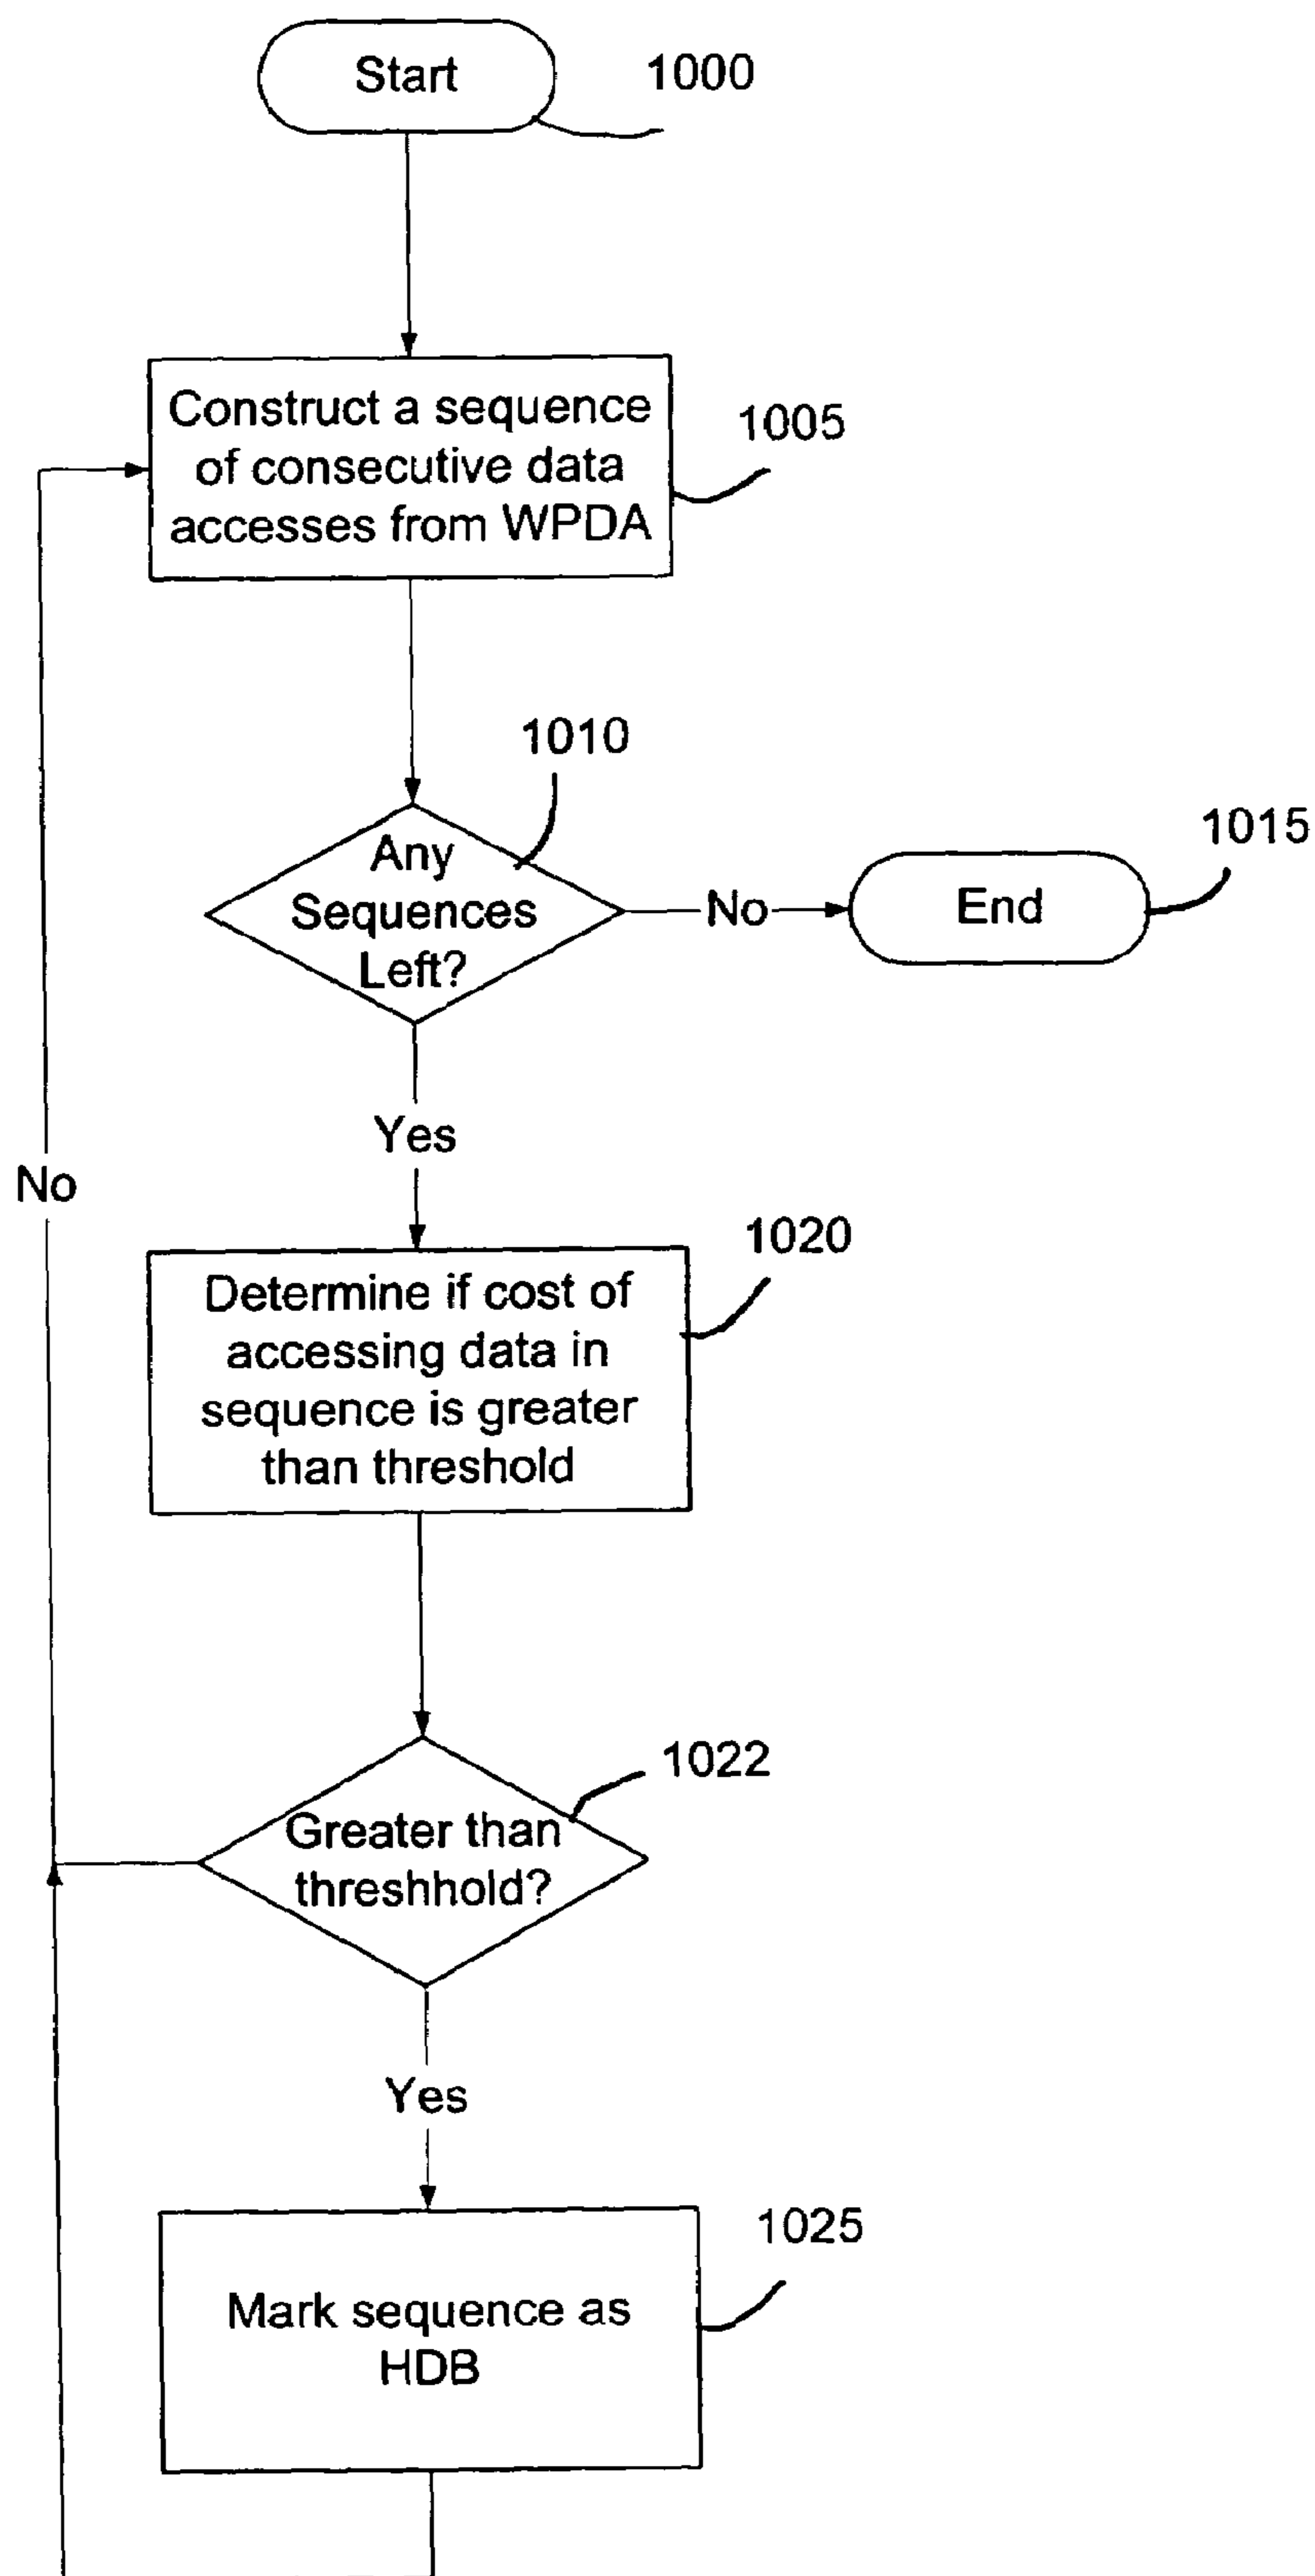 Start
1000
Construct a sequence
of consecutive data
accesses from WPDA
1005
1010
Any
Sequences
Left?
No
End
1015
Yes
No
1020
Determine if cost of
accessing data in
sequence is greater
than threshold
1022
Greater than
threshhold?
Yes
1025
Mark sequence as
HDB